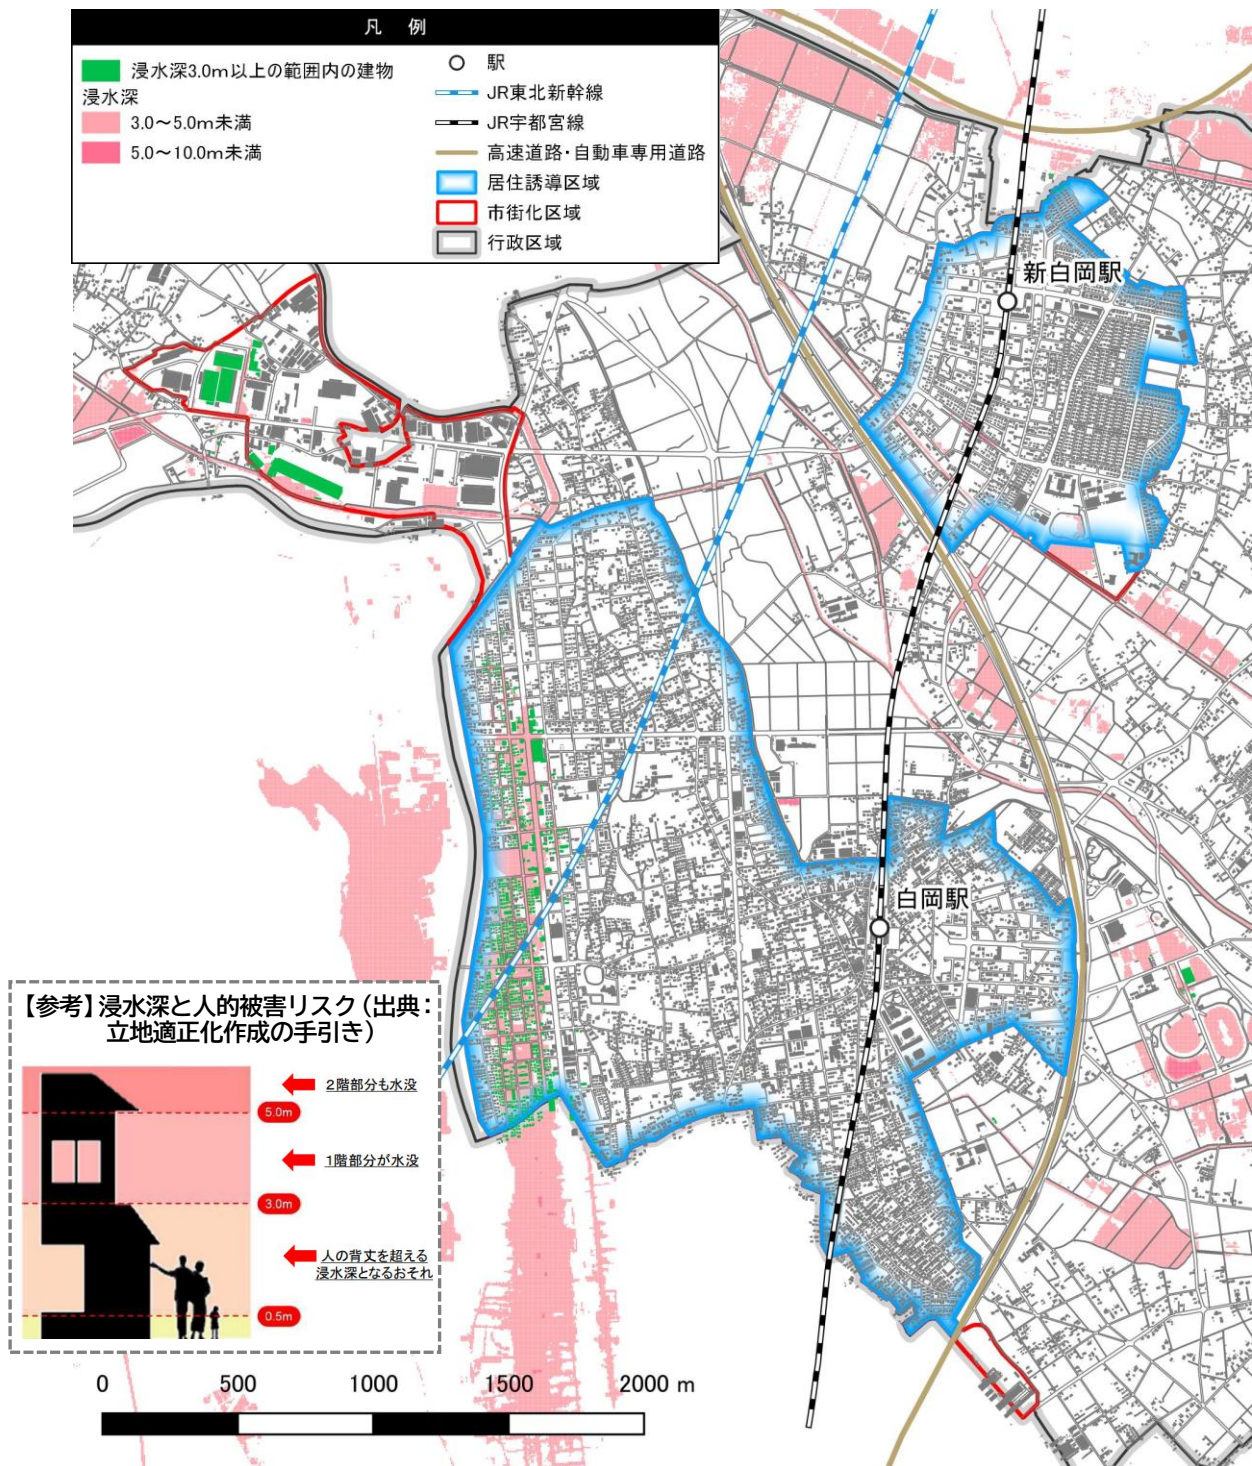 凡 例
浸水深3.0m以上の範囲内の建物
浸水深
3.0～5.0m未満
5.0～10.0m未満
駅
JR東北新幹線
JR宇都宮線
高速道路・自動車専用道路
居住誘導区域
市街化区域
行政区域
新白岡駅
白岡駅
【参考】浸水深と人的被害リスク（出典：
立地適正化作成の手引き）
2階部分も水没
5.0m
1階部分が水没
3.0m
人の背丈を超える
浸水深となるおそれ
0.5m
0 500 1000 1500 2000 m